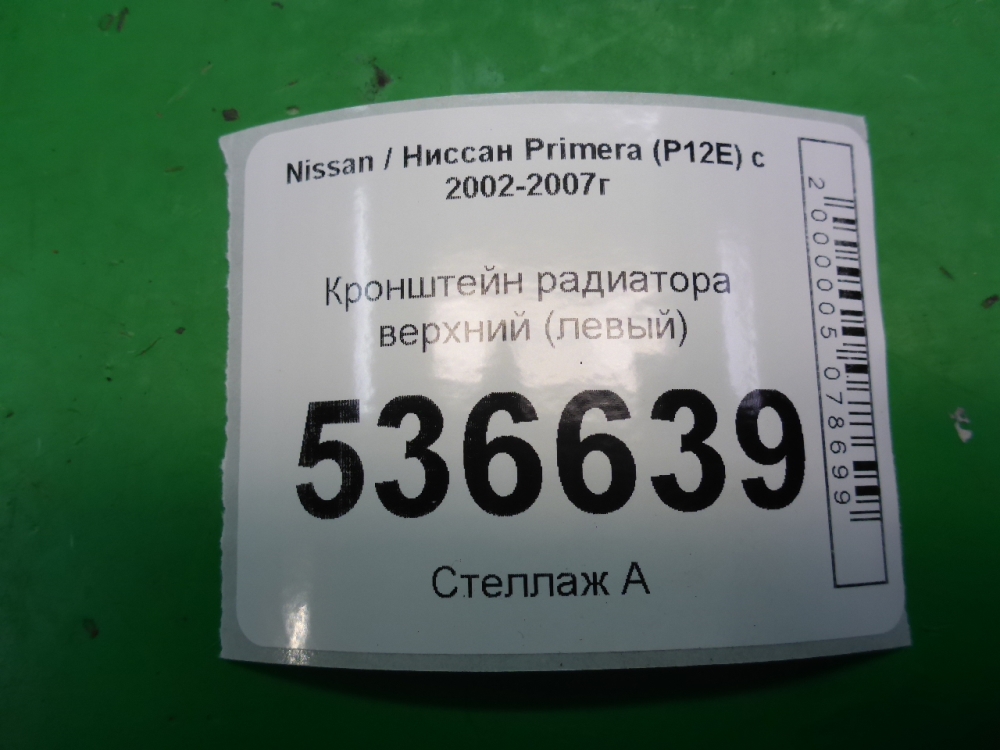 Nissan / Ниссан Primera (P12E) с
2002-2007г
Кронштейн радиатора
верхний (левый)
536639
Стеллаж А
2000005078699